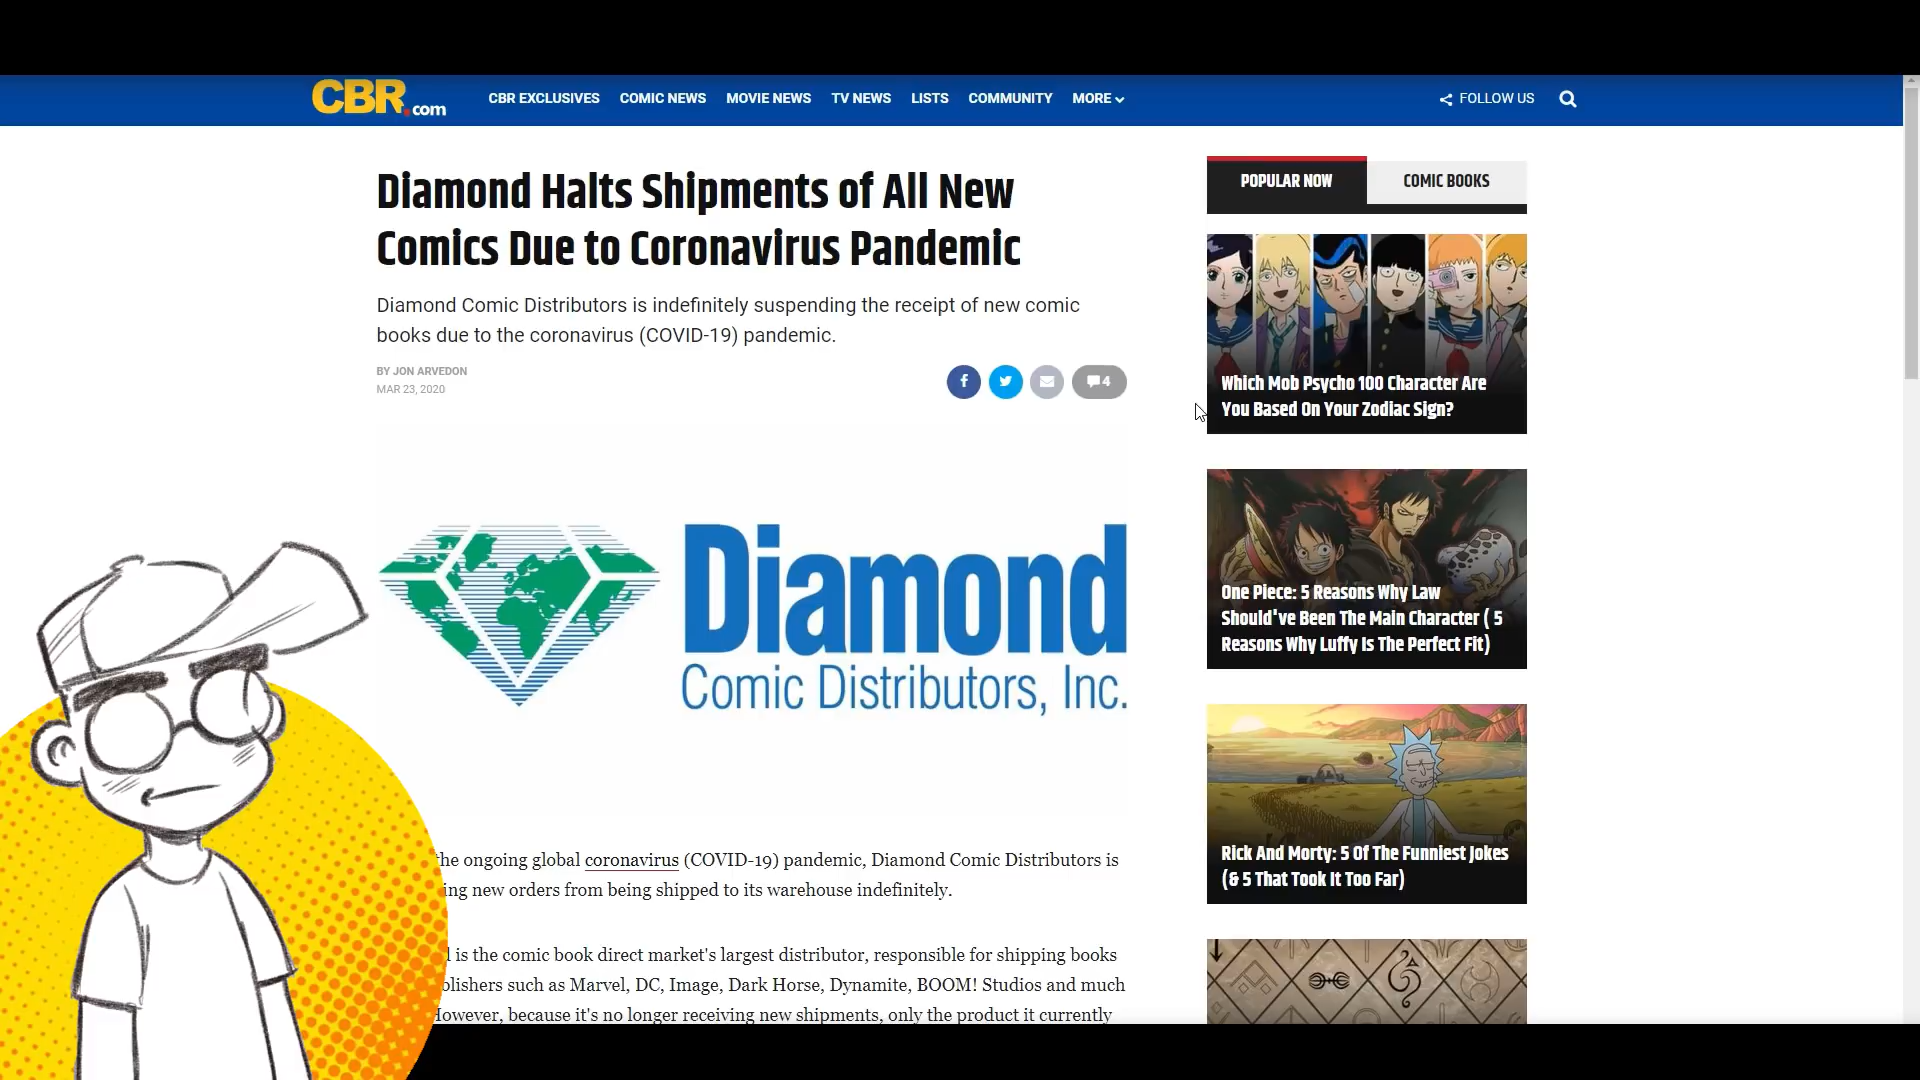 CBR.com
CBR EXCLUSIVES COMIC NEWS MOVIE NEWS TV NEWS LISTS COMMUNITY MORE
FOLLOW US
Diamond Halts Shipments of All New
Comics Due to Coronavirus Pandemic
Diamond Comic Distributors is indefinitely suspending the receipt of new comic
books due to the coronavirus (COVID-19) pandemic.
BY JON ARVEDON
MAR 23, 2020
4
Diamond
Comic Distributors, Inc.
the ongoing global coronavirus (COVID-19) pandemic, Diamond Comic Distributors is
ing new orders from being shipped to its warehouse indefinitely.
is the comic book direct market's largest distributor, responsible for shipping books
blishers such as Marvel, DC, Image, Dark Horse, Dynamite, BOOM! Studios and much
However, because it's no longer receiving new shipments, only the product it currently
POPULAR NOW
COMIC BOOKS
Which Mob Psycho 100 Character Are
You Based On Your Zodiac Sign?
One Piece: 5 Reasons Why Law
Should've Been The Main Character ( 5
Reasons Why Luffy Is The Perfect Fit)
Rick And Morty: 5 Of The Funniest Jokes
(& 5 That Took It Too Far)